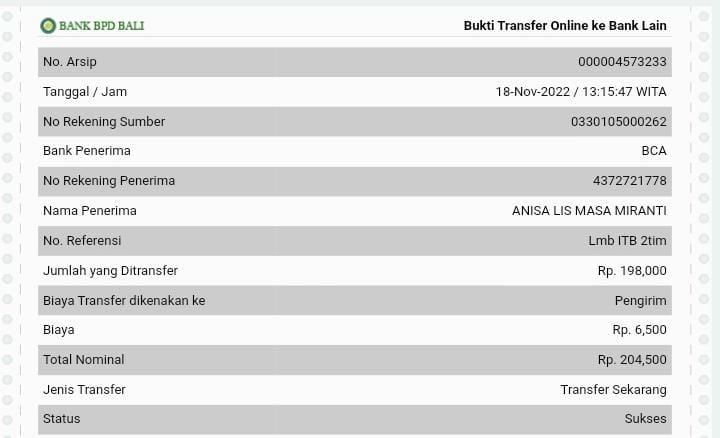 BANK BPD BALI Bukti Transfer Online ke Bank Lain
No. Arsip 000004573233
Tanggal / Jam 18-Nov-2022 / 13:15:47 WITA
No Rekening Sumber 0330105000262
Bank Penerima BCA
No Rekening Penerima 4372721778
Nama Penerima ANISA LIS MASA MIRANTI
No. Referensi Lmb ITB 2tim
Jumlah yang Ditransfer Rp. 198,000
Biaya Transfer dikenakan ke Pengirim
Biaya Rp. 6,500
Total Nominal Rp. 204,500
Jenis Transfer Transfer Sekarang
Status Sukses